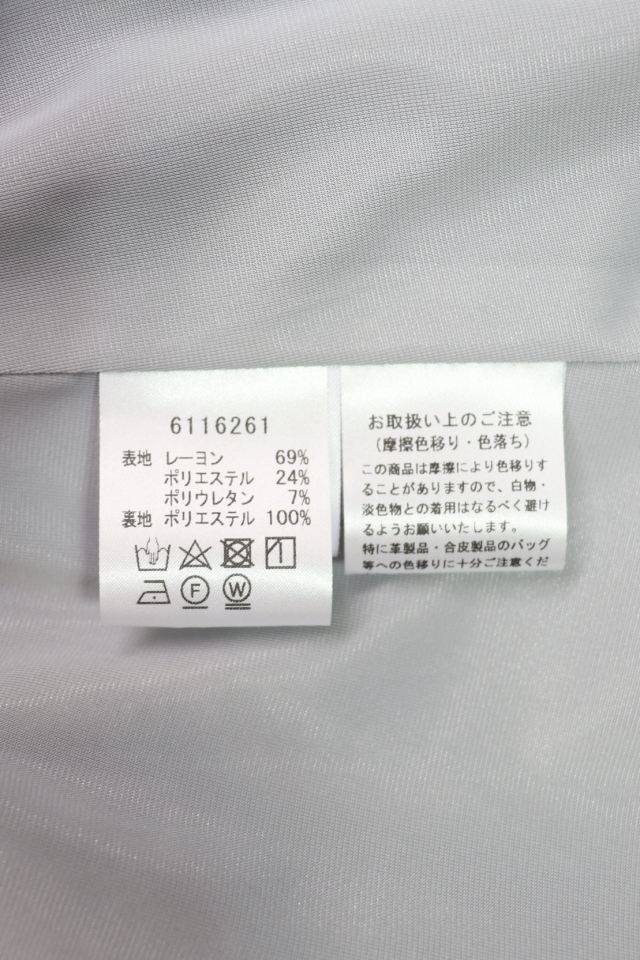 6116261
表地 レーヨン 69%
ポリエステル 24%
ポリウレタン 7%
裏地 ポリエステル 100%
F W
お取扱い上のご注意
(摩擦色移り・色落ち)
この商品は摩擦により色移りす
ることがありますので、白物・
淡色物との着用はなるべく避け
るようお願いいたします。
特に革製品・合皮製品のバッグ
等への色移りに十分ご注意くだ